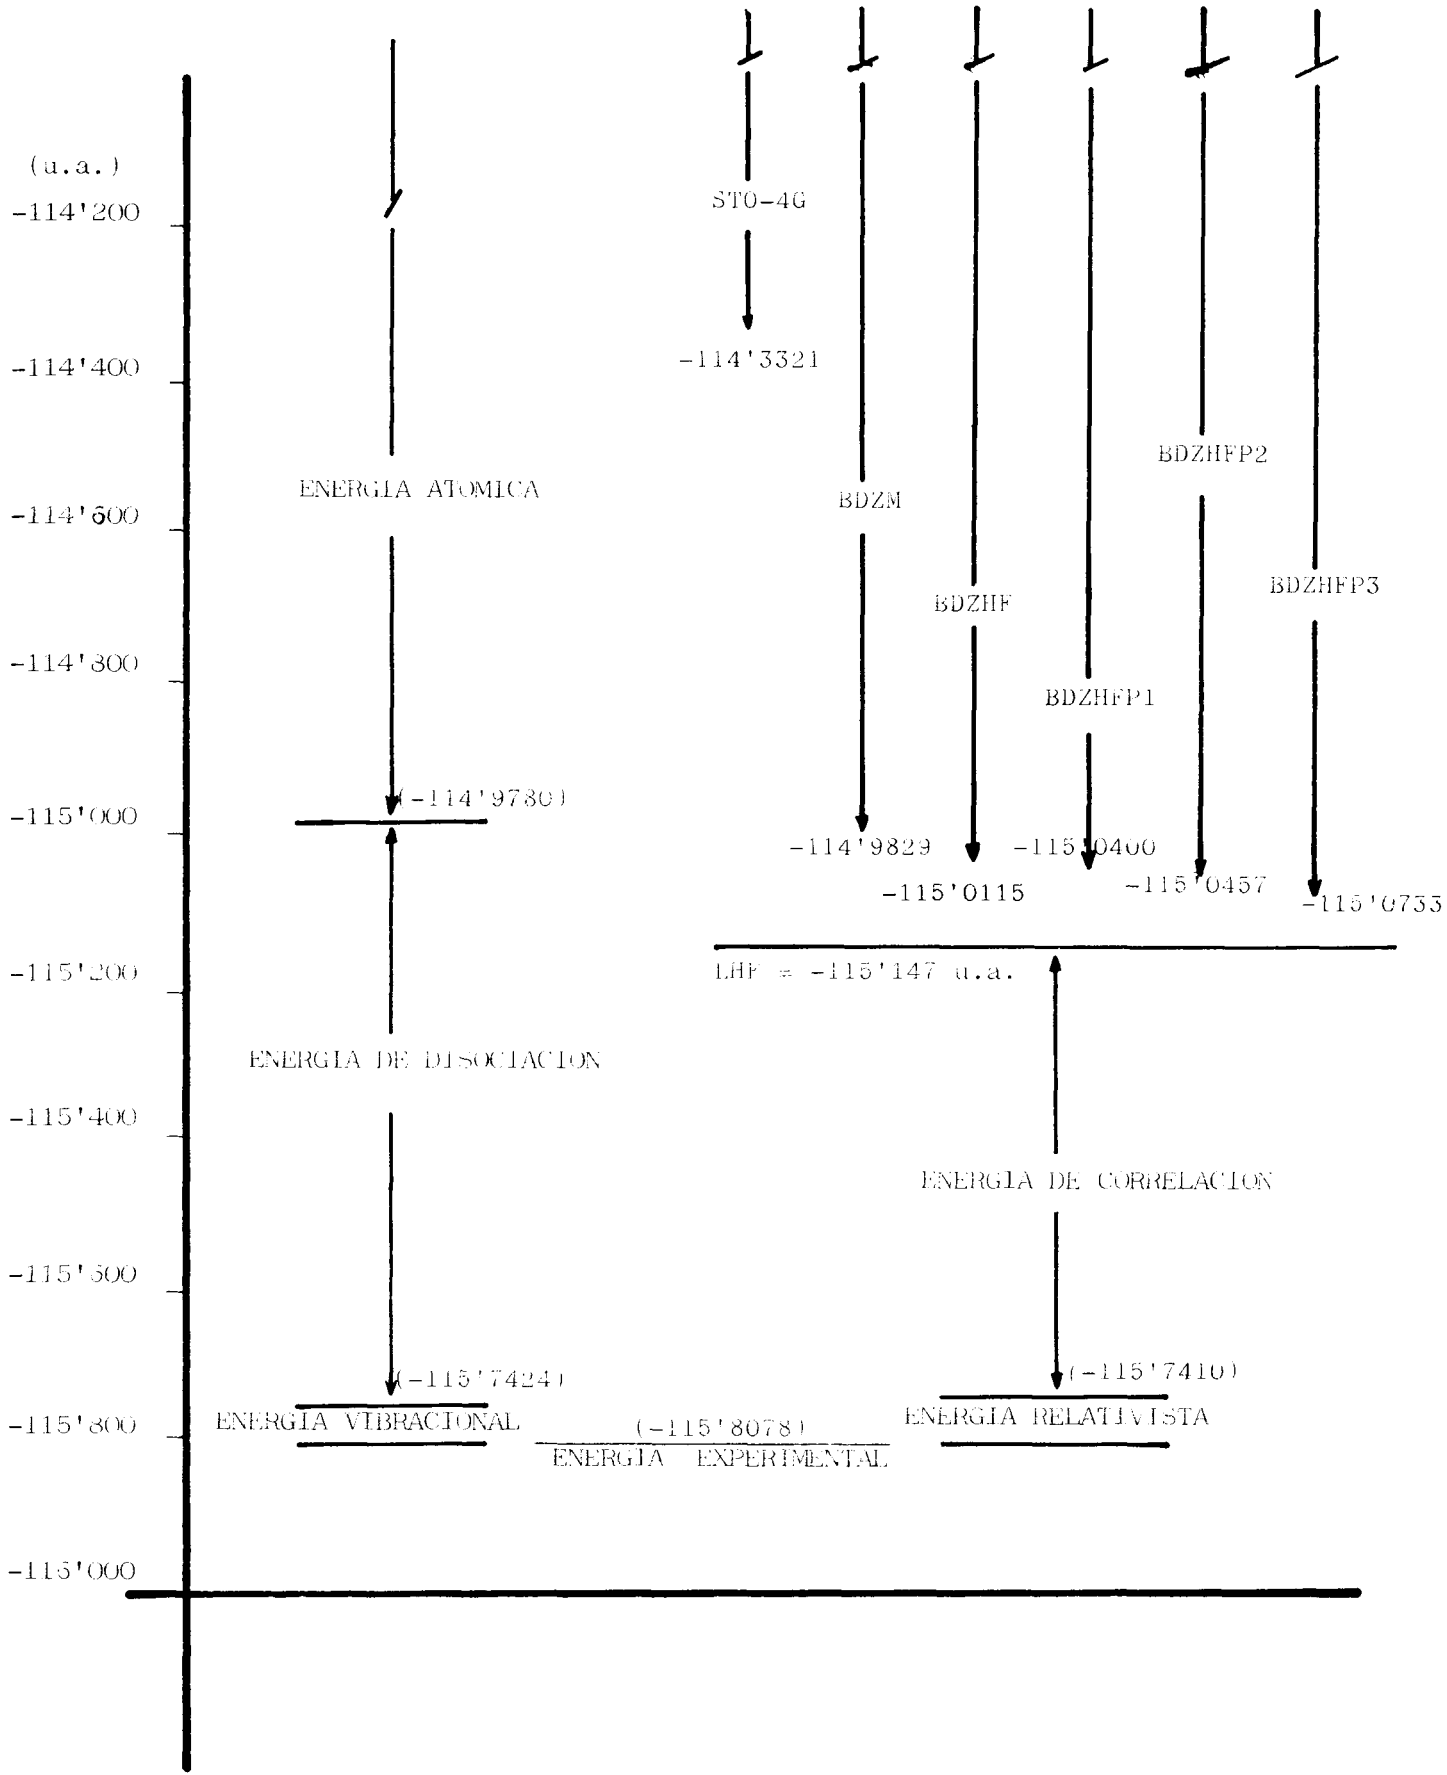 (u.a.)
-114'200
-114'400
-114'600
-114'800
-115'000
-115'200
-115'400
-115'600
-115'800
-116'000
ENERGIA ATOMICA
(-114'9780)
ENERGIA DE DISOCIACION
(-115'7424)
ENERGIA VIBRACIONAL
(-115'8078)
ENERGIA EXPERIMENTAL
STO-4G
-114'3321
BDZM
-114'9829
BDZHF
-115'0115
BDZHFP1
-115'0400
BDZHFP2
-115'0457
BDZHFP3
-115'0733
LHF = -115'147 u.a.
ENERGIA DE CORRELACION
(-115'7410)
ENERGIA RELATIVISTA